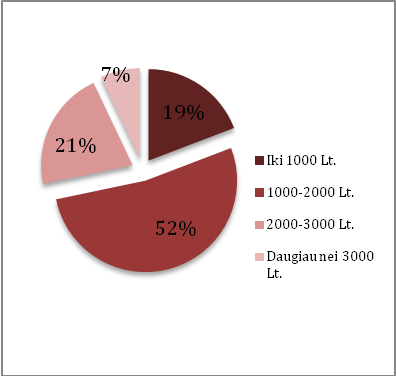 7%
19%
21%
52%
Iki 1000 Lt.
1000-2000 Lt.
2000-3000 Lt.
Daugiau nei 3000
Lt.